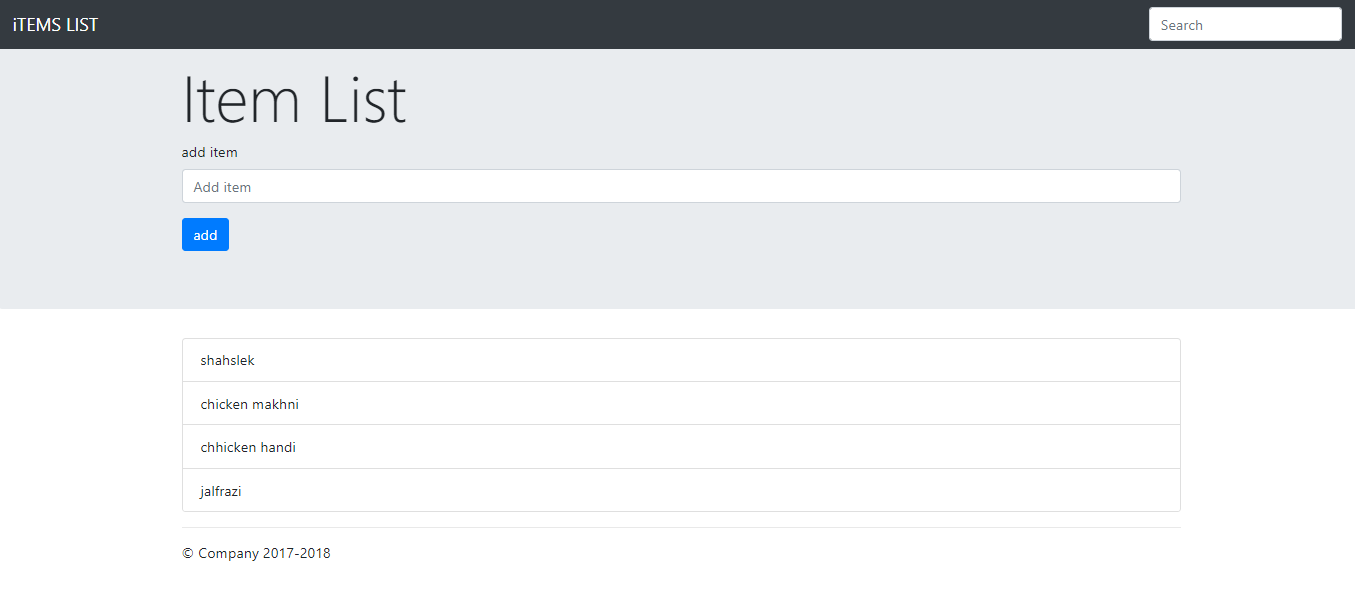 iTEMS LIST
Search
Item List
add item
Add item
add
shahslek
chicken makhni
chhicken handi
jalfrazi
© Company 2017-2018